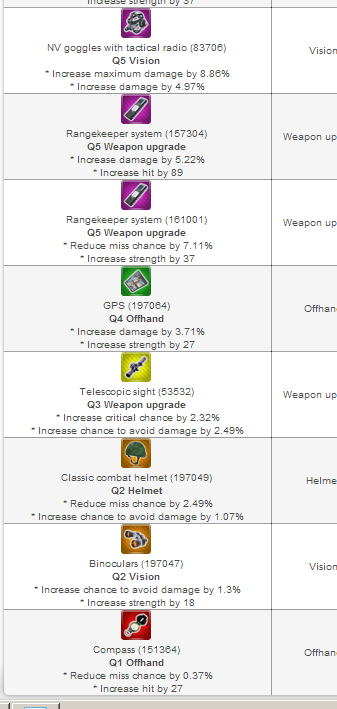 * Increase strength by 37
NV goggles with tactical radio (83706)
Q5 Vision
* Increase maximum damage by 8.86%
* Increase damage by 4.97%
Vision
Rangekeeper system (157304)
Q5 Weapon upgrade
* Increase damage by 5.22%
* Increase hit by 89
Weapon up
Rangekeeper system (161001)
Q5 Weapon upgrade
* Reduce miss chance by 7.11%
* Increase strength by 37
Weapon up
GPS (197064)
Q4 Offhand
* Increase damage by 3.71%
* Increase strength by 27
Offhan
Telescopic sight (53532)
Q3 Weapon upgrade
* Increase critical chance by 2.32%
* Increase chance to avoid damage by 2.49%
Weapon up
Classic combat helmet (197049)
Q2 Helmet
* Reduce miss chance by 2.49%
* Increase chance to avoid damage by 1.07%
Helme
Binoculars (197047)
Q2 Vision
* Increase chance to avoid damage by 1.3%
* Increase strength by 18
Vision
Compass (151364)
Q1 Offhand
* Reduce miss chance by 0.37%
* Increase hit by 27
Offhan